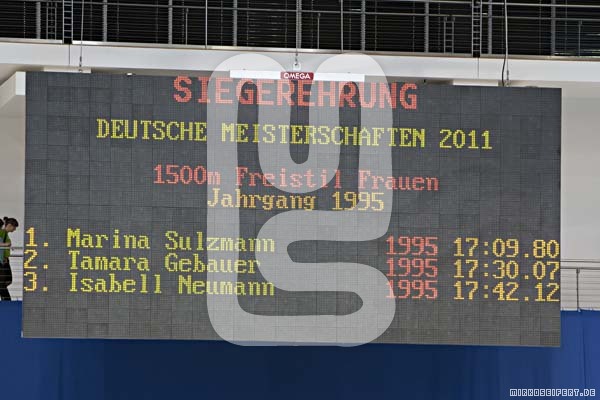 OMEGA
SIEGEREHRUNG
DEUTSCHE MEISTERSCHAFTEN 2011
1500m Freistil Frauen
Jahrgang 1995
1. Marina Sulzmann 1995 17:09.80
2. Tamara Gebauer 1995 17:30.07
3. Isabell Neumann 1995 17:42.12
MIRKOSEIFERT.DE